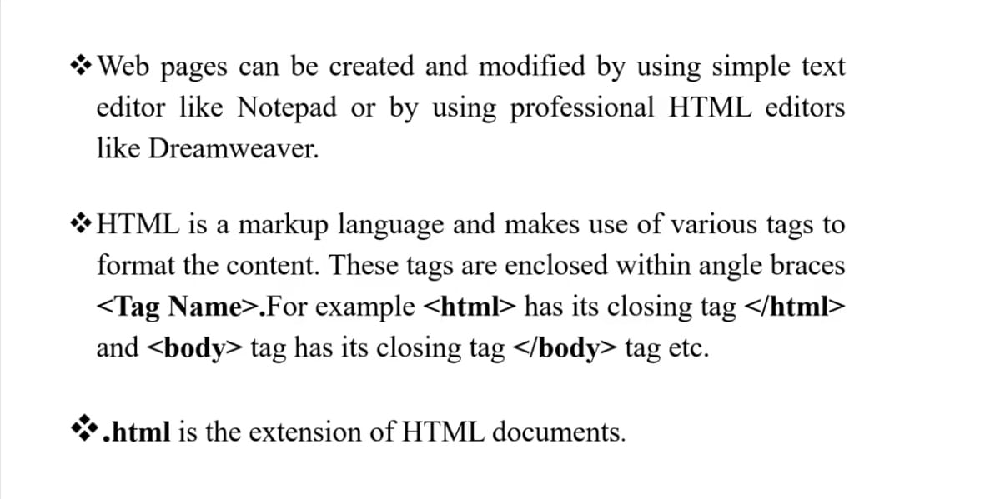 ❖Web pages can be created and modified by using simple text
editor like Notepad or by using professional HTML editors
like Dreamweaver.
❖HTML is a markup language and makes use of various tags to
format the content. These tags are enclosed within angle braces
<Tag Name>.For example <html> has its closing tag </html>
and <body> tag has its closing tag </body> tag etc.
❖.html is the extension of HTML documents.